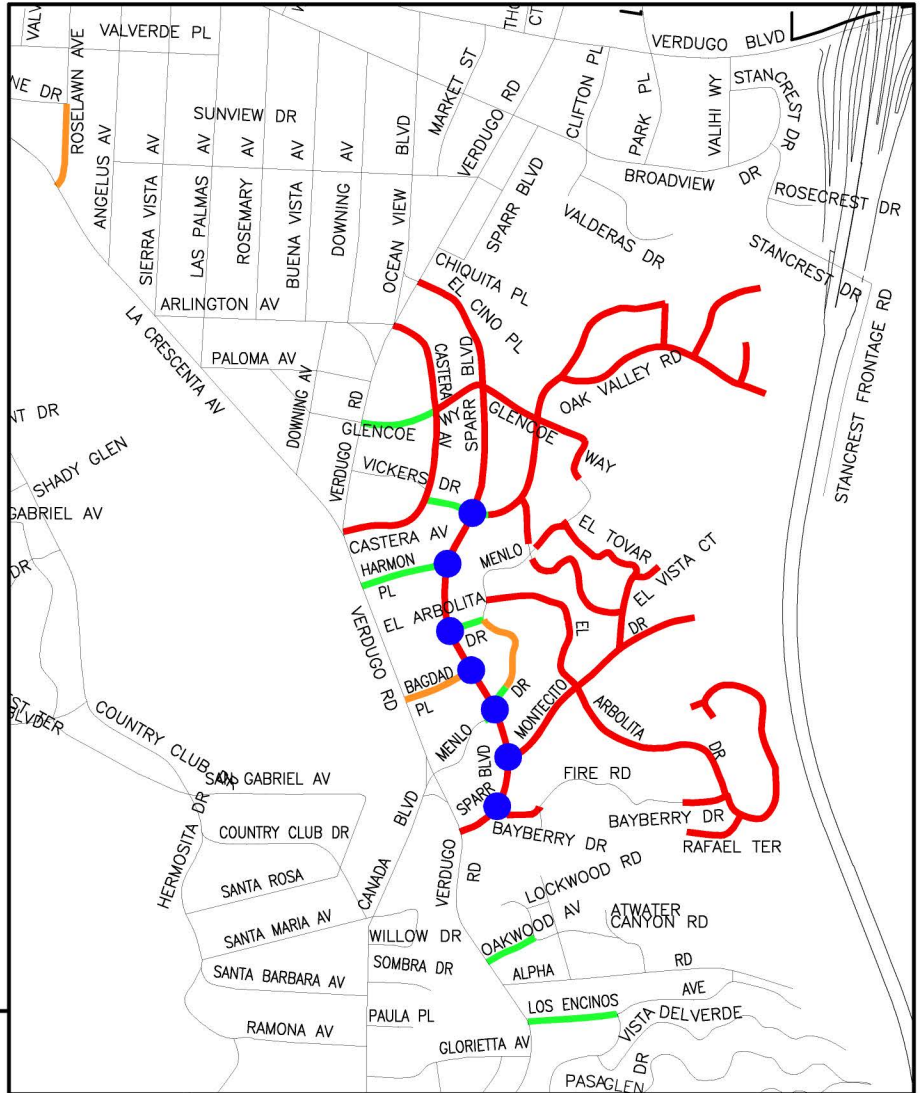 VALVERDE PL
VERDUGO BLVD
ROSELAWN AVE
NE DR
SUNVIEW DR
MARKET ST
VERDUGO RD
CLIFTON PL
PARK PL
VALIHI WY
STANCREST DR
BROADVIEW DR
ROSECREST DR
ANGELUS AV
SIERRA VISTA AV
LAS PALMAS AV
ROSEMARY AV
BUENA VISTA AV
DOWNING AV
OCEAN VIEW BLVD
SPARR BLVD
VALDERAS DR
STANCREST DR
CHIQUITA PL
EL CINO PL
ARLINGTON AV
LA CRESCENTA AV
PALOMA AV
DOWNING AV
VERDUGO RD
CASTERA AV
SPARR BLVD
OAK VALLEY RD
STANCREST FRONTAGE RD
GLENCOE WY
GLENCOE WAY
NT DR
SHADY GLEN
GABRIEL AV
DR
VICKERS DR
CASTERA AV
HARMON PL
MENLO
EL TOVAR
EL VISTA CT
EL ARBOLITA DR
VERDUGO RD
BAGDAD PL
MENLO DR
MONTECITO DR
EL ARBOLITA DR
ST TER
BLVD
COUNTRY CLUB DR
SAN GABRIEL AV
HERMOSITA DR
COUNTRY CLUB DR
CANADA BLVD
SPARR BLVD
FIRE RD
BAYBERRY DR
BAYBERRY DR
RAFAEL TER
VERDUGO RD
SANTA ROSA
SANTA MARIA AV
WILLOW DR
LOCKWOOD RD
OAKWOOD AV
ATWATER
CANYON RD
SANTA BARBARA AV
SOMBRA DR
ALPHA RD
PAULA PL
LOS ENCINOS AVE
RAMONA AV
GLORIETTA AV
VISTA DEL VERDE
DR
PASAGLEN